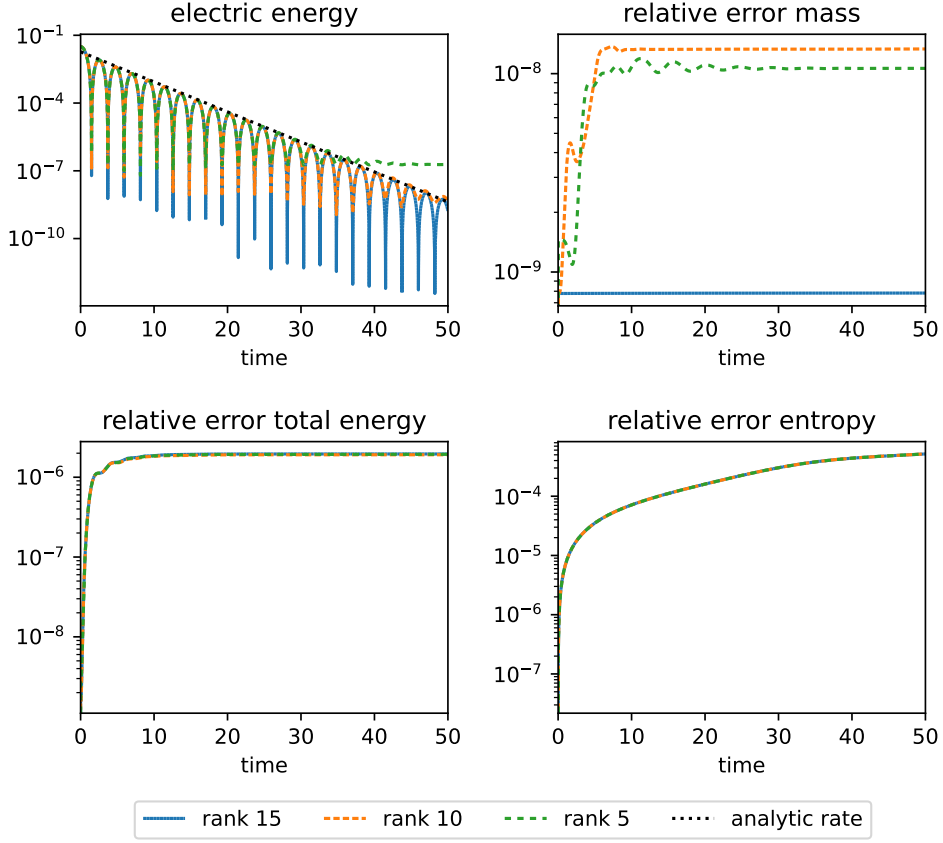 electric energy
relative error mass
10⁻¹
10⁻⁴
10⁻⁷
10⁻¹⁰
0 10 20 30 40 50
time
10⁻⁸
10⁻⁹
0 10 20 30 40 50
time
relative error total energy
relative error entropy
10⁻⁶
10⁻⁷
10⁻⁸
0 10 20 30 40 50
time
10⁻⁴
10⁻⁵
10⁻⁶
10⁻⁷
0 10 20 30 40 50
time
rank 15 rank 10 rank 5 analytic rate